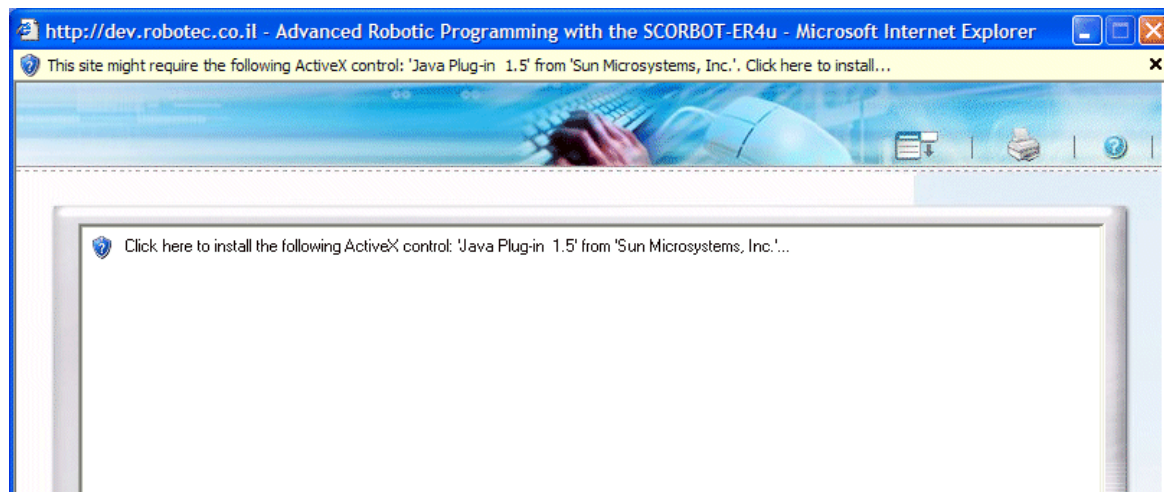 http://dev.robotec.co.il - Advanced Robotic Programming with the SCORBOT-ER4u - Microsoft Internet Explorer
This site might require the following ActiveX control: 'Java Plug-in 1.5' from 'Sun Microsystems, Inc.'. Click here to install...
Click here to install the following ActiveX control: 'Java Plug-in 1.5' from 'Sun Microsystems, Inc.'...